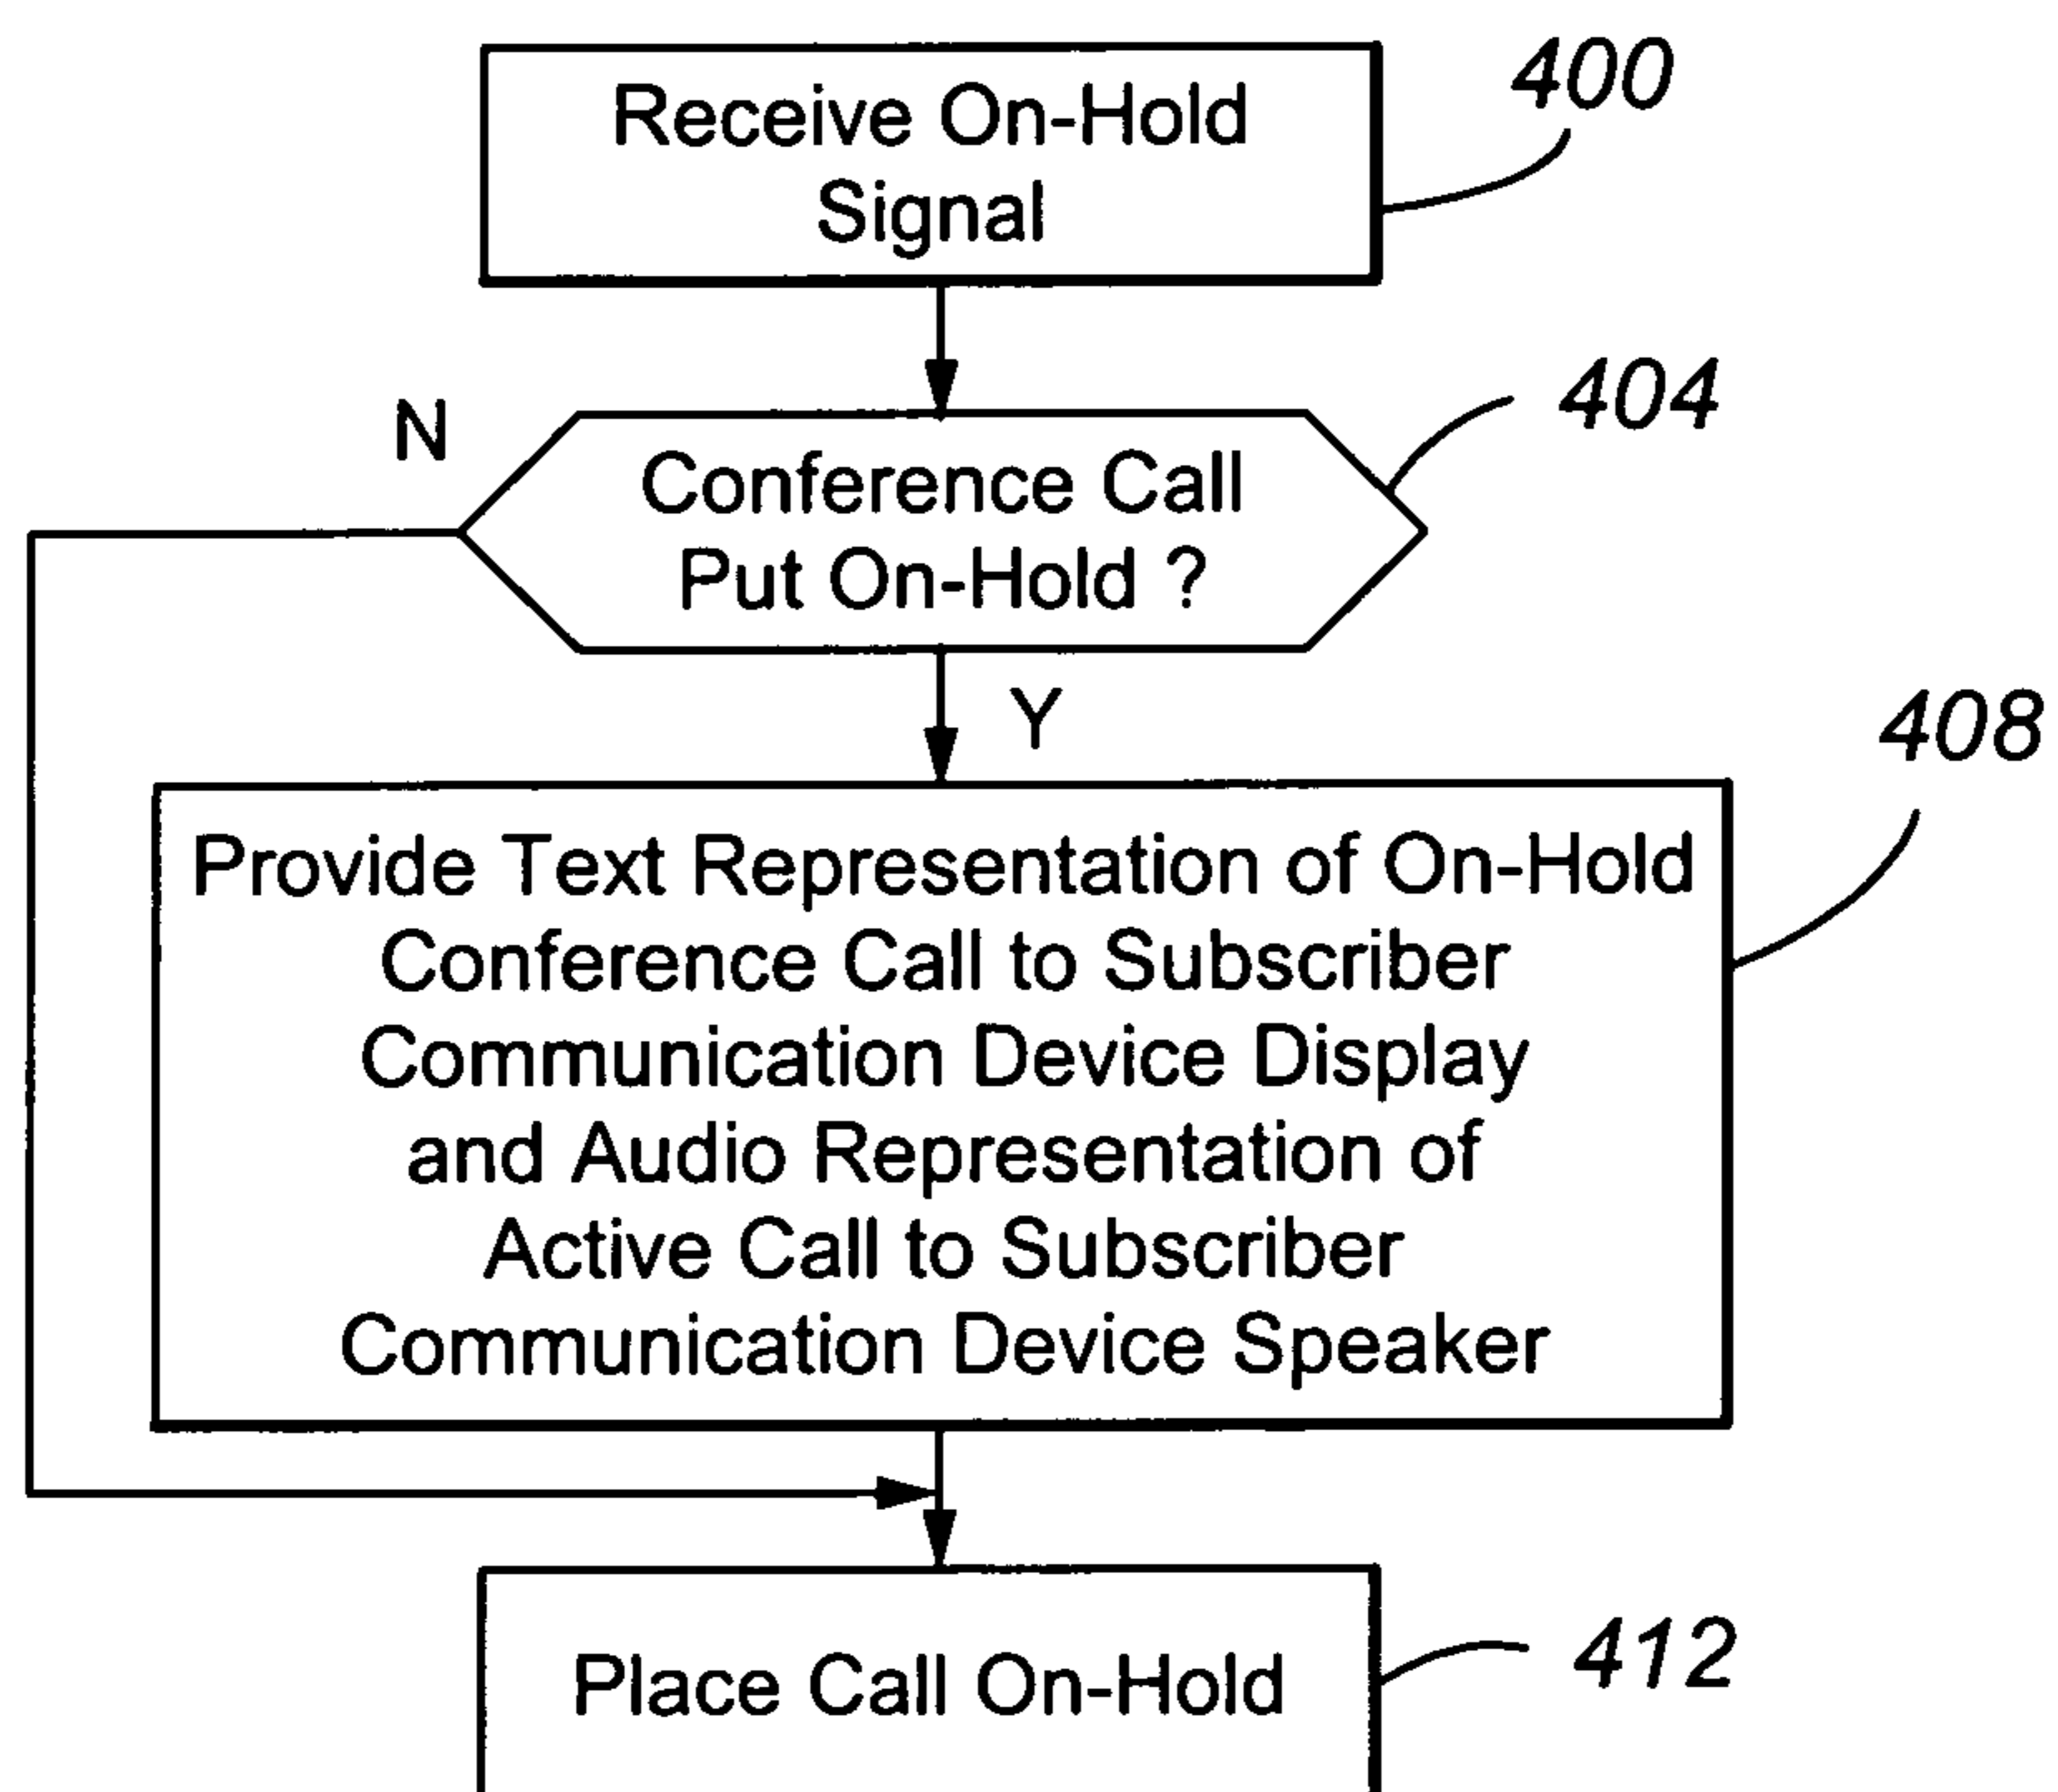 Receive On-Hold
Signal
400
N
Conference Call
Put On-Hold ?
404
Y
408
Provide Text Representation of On-Hold
Conference Call to Subscriber
Communication Device Display
and Audio Representation of
Active Call to Subscriber
Communication Device Speaker
Place Call On-Hold
412